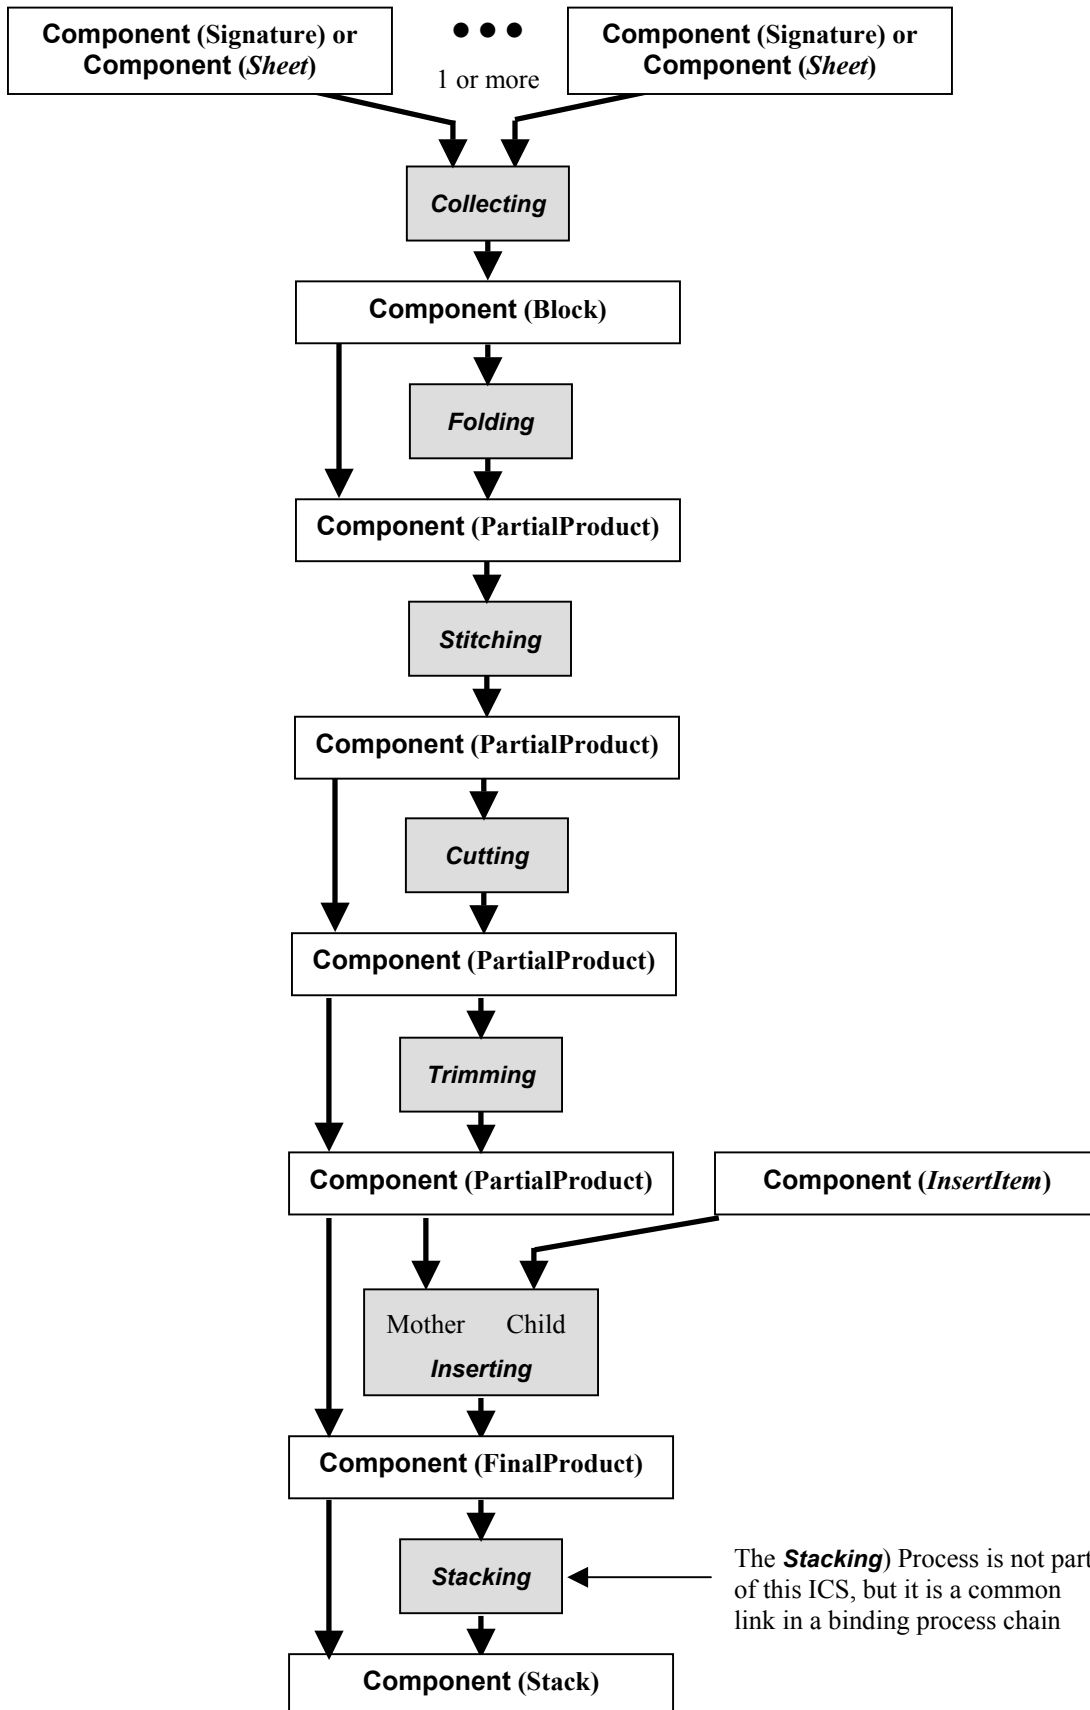 Component (Signature) or
Component (Sheet)
● ● ●
1 or more
Component (Signature) or
Component (Sheet)
Collecting
Component (Block)
Folding
Component (PartialProduct)
Stitching
Component (PartialProduct)
Cutting
Component (PartialProduct)
Trimming
Component (PartialProduct)
Component (InsertItem)
Mother Child
Inserting
Component (FinalProduct)
Stacking
The Stacking) Process is not part
of this ICS, but it is a common
link in a binding process chain
Component (Stack)